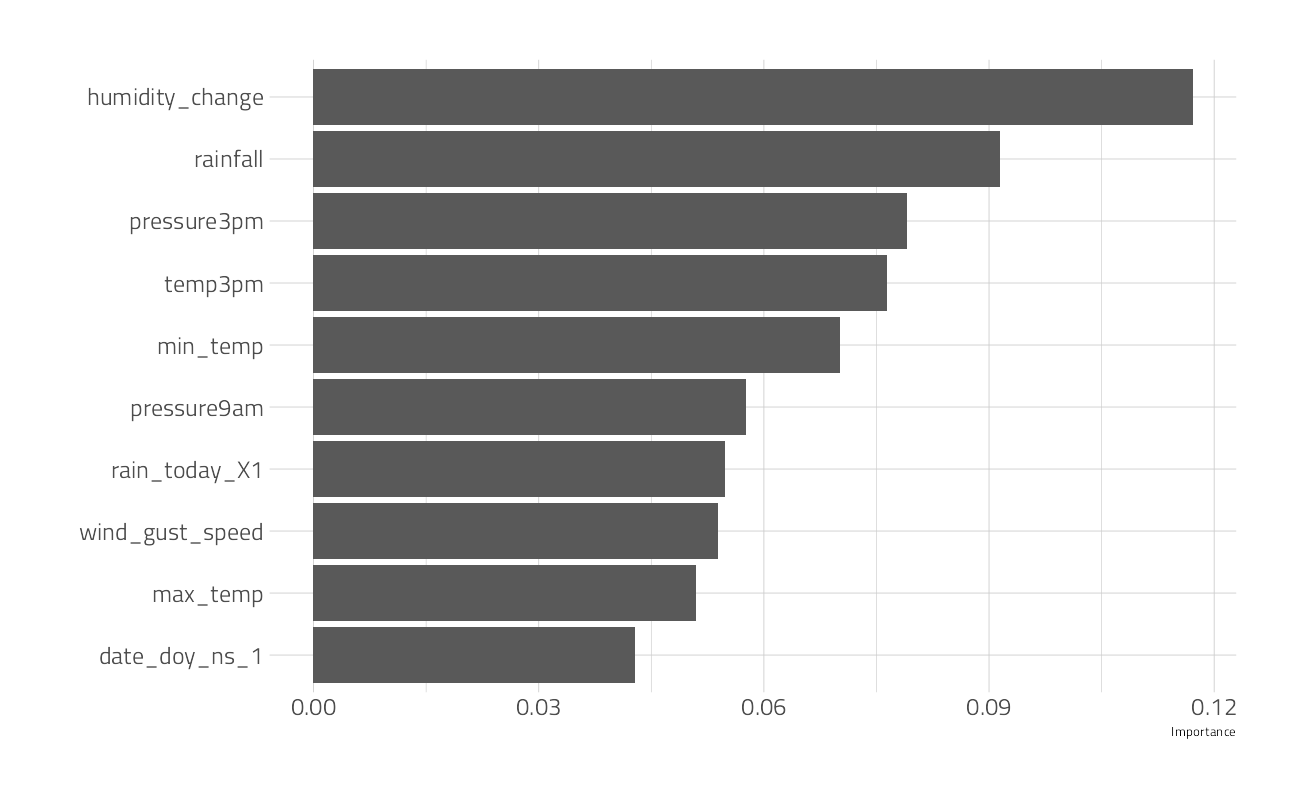 humidity_change
rainfall
pressure3pm
temp3pm
min_temp
pressure9am
rain_today_X1
wind_gust_speed
max_temp
date_doy_ns_1
0.00 0.03 0.06 0.09 0.12
Importance